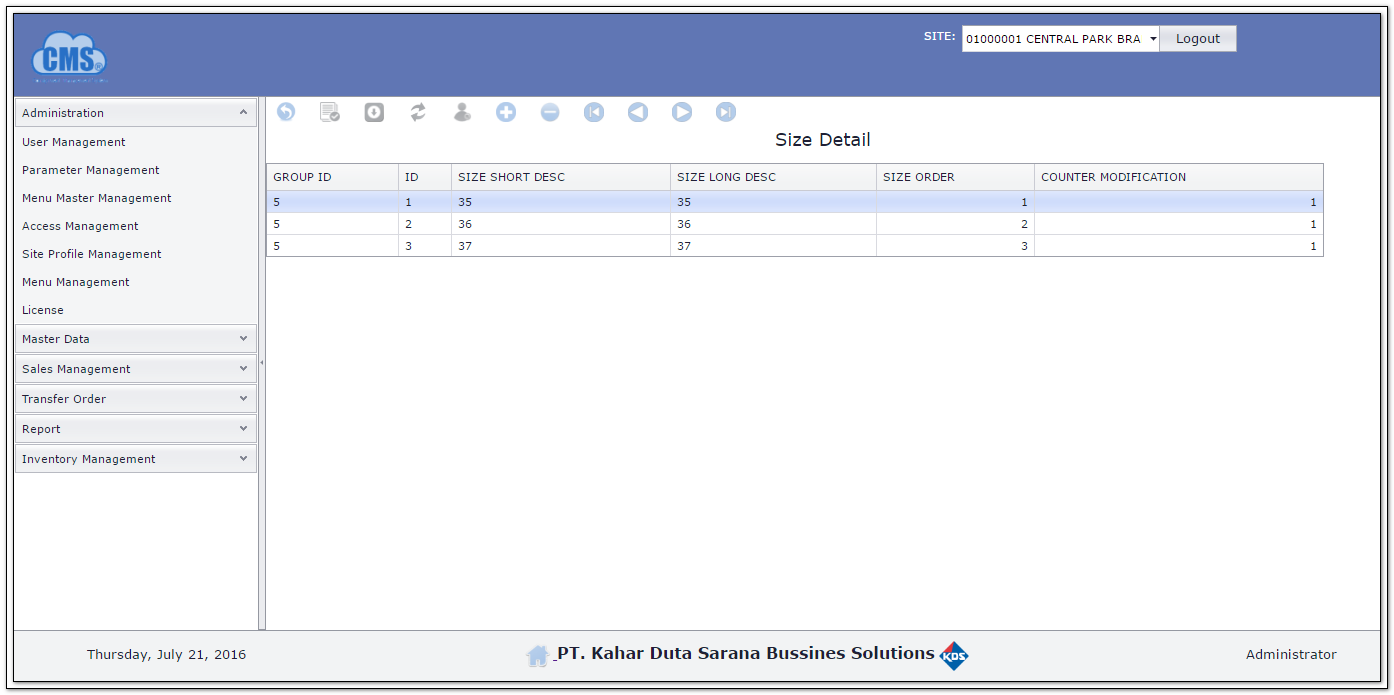 CMS®
SITE: 01000001 CENTRAL PARK BRA Logout
Administration
User Management
Parameter Management
Menu Master Management
Access Management
Site Profile Management
Menu Management
License
Master Data
Sales Management
Transfer Order
Report
Inventory Management
Size Detail
GROUP ID ID SIZE SHORT DESC SIZE LONG DESC SIZE ORDER COUNTER MODIFICATION
5 1 35 35 1 1
5 2 36 36 2 1
5 3 37 37 3 1
Thursday, July 21, 2016 PT. Kahar Duta Sarana Bussines Solutions KDS Administrator